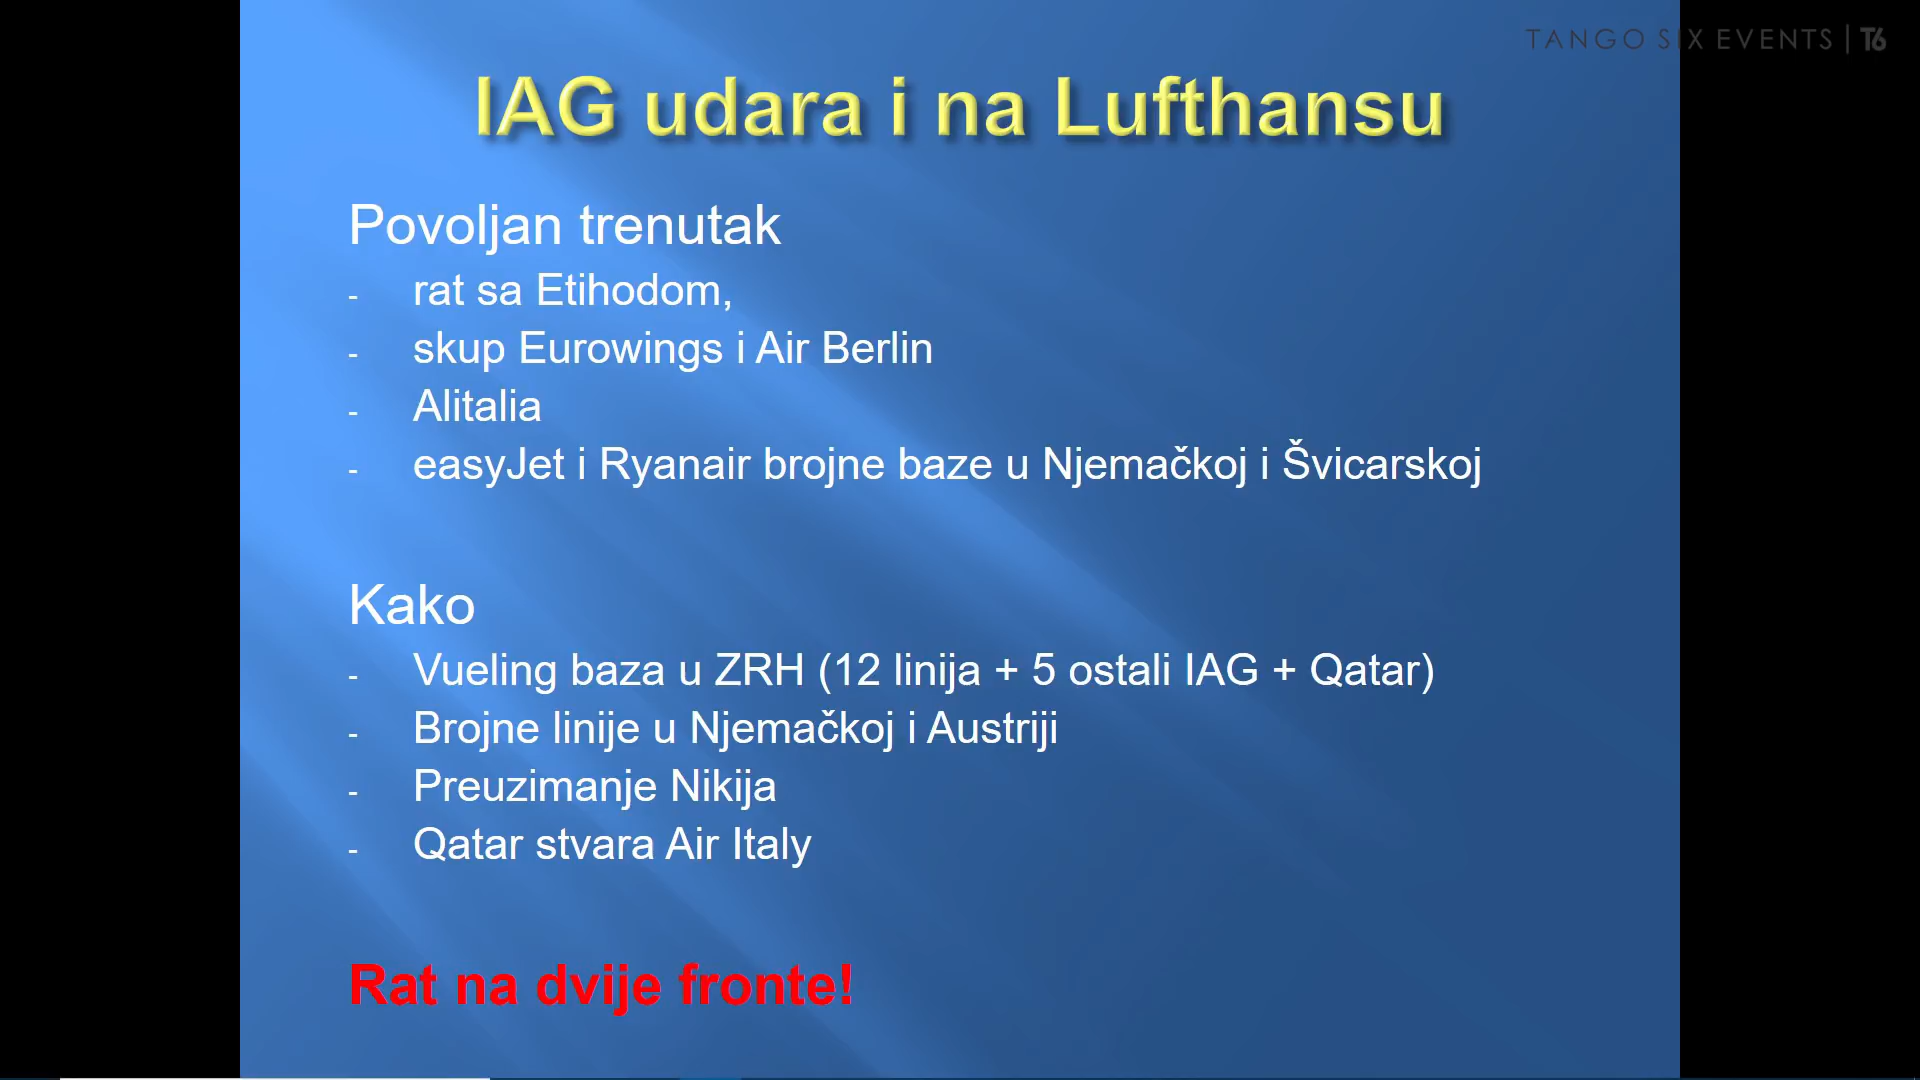 TANGO SIX EVENTS | T6
IAG udara i na Lufthansu
Povoljan trenutak
- rat sa Etihodom,
- skup Eurowings i Air Berlin
- Alitalia
- easyJet i Ryanair brojne baze u Njemačkoj i Švicarskoj
Kako
- Vueling baza u ZRH (12 linija + 5 ostali IAG + Qatar)
- Brojne linije u Njemačkoj i Austriji
- Preuzimanje Nikija
- Qatar stvara Air Italy
Rat na dvije fronte!